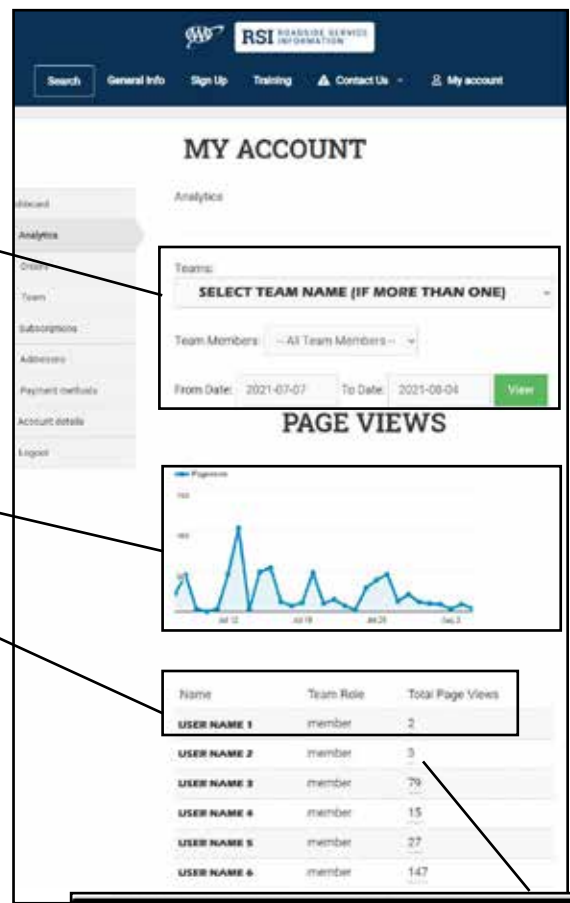 AAA RSI ROADSIDE SERVICE
INFORMATION
Search General Info Sign Up Training Contact Us My account
MY ACCOUNT
Analytics
Analytics
Orders
Team
Subscriptions
Addresses
Payment methods
Account details
Logout
Teams:
SELECT TEAM NAME (IF MORE THAN ONE)
Team Members: -- All Team Members --
From Date: 2021-07-07 To Date: 2021-08-04 View
PAGE VIEWS
Pageviews
Jul 12 Jul 19 Jul 26 Aug 2
Name Team Role Total Page Views
USER NAME 1 member 2
USER NAME 2 member 3
USER NAME 3 member 79
USER NAME 4 member 15
USER NAME 5 member 27
USER NAME 6 member 147